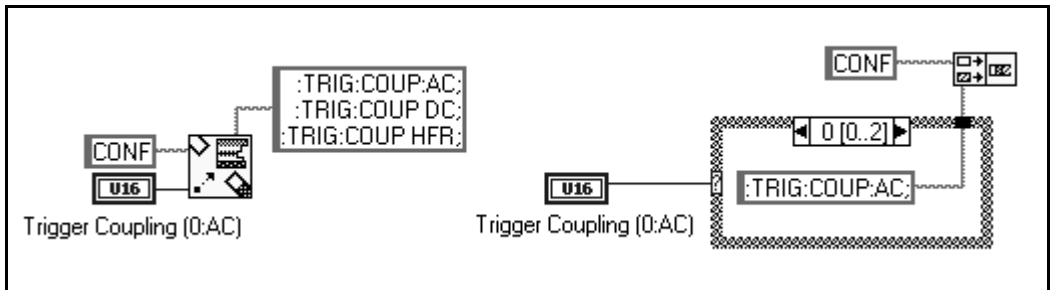 :TRIG:COUP:AC;
:TRIG:COUP DC;
:TRIG:COUP HFR;
CONF
U16
Trigger Coupling (0:AC)
CONF
0 [0..2]
?
:TRIG:COUP:AC;
U16
Trigger Coupling (0:AC)